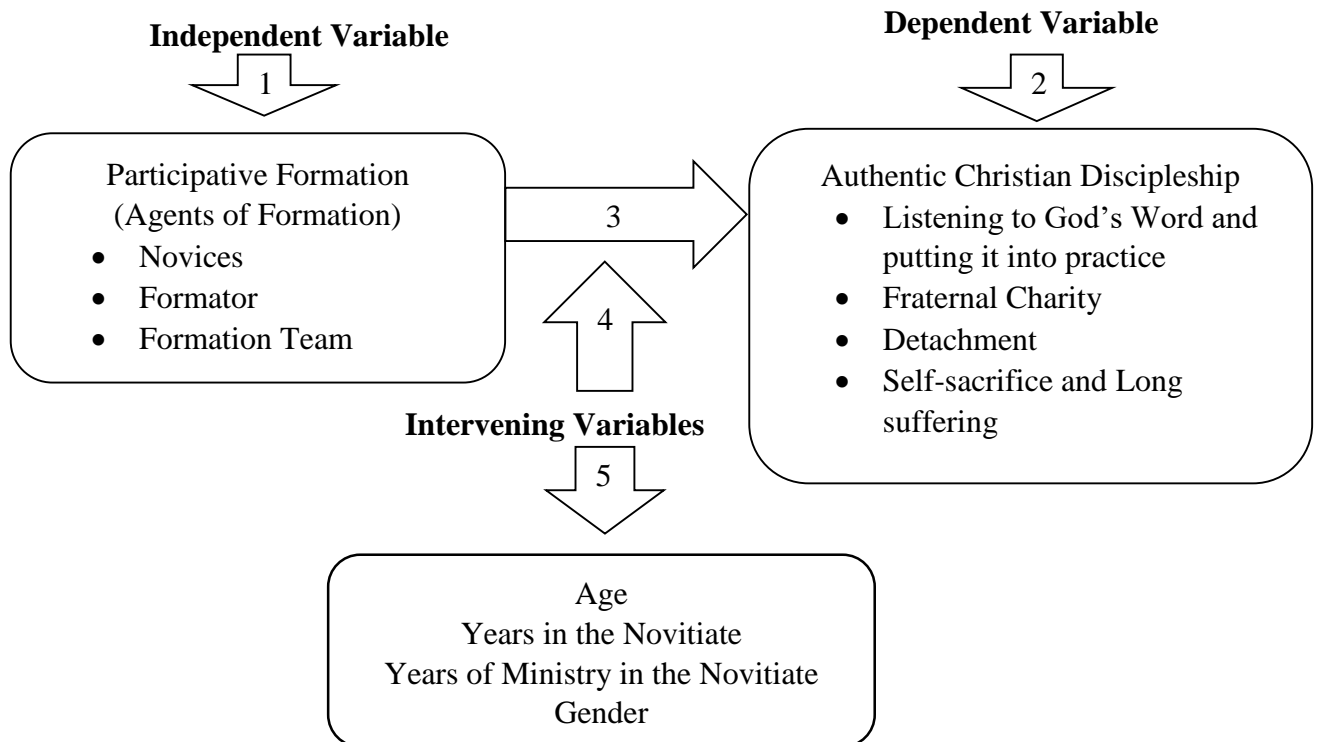 Independent Variable
1
Participative Formation
(Agents of Formation)
• Novices
• Formator
• Formation Team
3
Dependent Variable
2
Authentic Christian Discipleship
• Listening to God’s Word and
putting it into practice
• Fraternal Charity
• Detachment
• Self-sacrifice and Long
suffering
4
Intervening Variables
5
Age
Years in the Novitiate
Years of Ministry in the Novitiate
Gender